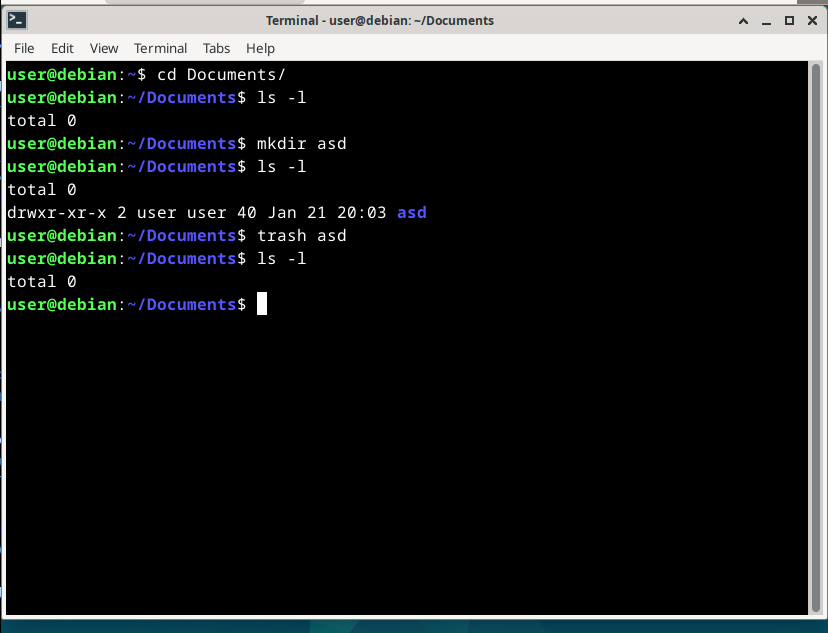 Terminal - user@debian: ~/Documents
File Edit View Terminal Tabs Help
user@debian:~$ cd Documents/
user@debian:~/Documents$ ls -l
total 0
user@debian:~/Documents$ mkdir asd
user@debian:~/Documents$ ls -l
total 0
drwxr-xr-x 2 user user 40 Jan 21 20:03 asd
user@debian:~/Documents$ trash asd
user@debian:~/Documents$ ls -l
total 0
user@debian:~/Documents$